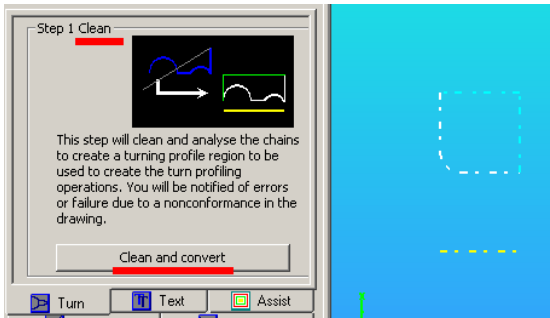 Step 1 Clean
This step will clean and analyse the chains
to create a turning profile region to be
used to create the turn profiling
operations. You will be notified of errors
or failure due to a nonconformance in the
drawing.
Clean and convert
Turn
Text
Assist